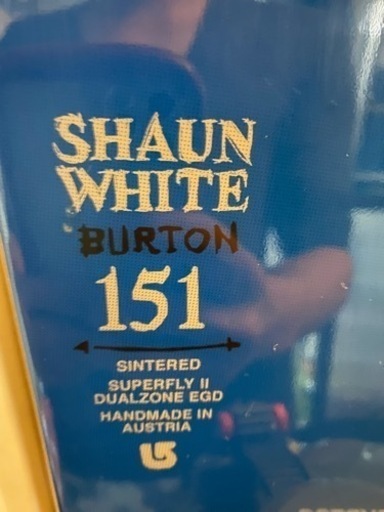 SHAUN
WHITE
BURTON
151
SINTERED
SUPERFLY II
DUALZONE EGD
HANDMADE IN
AUSTRIA